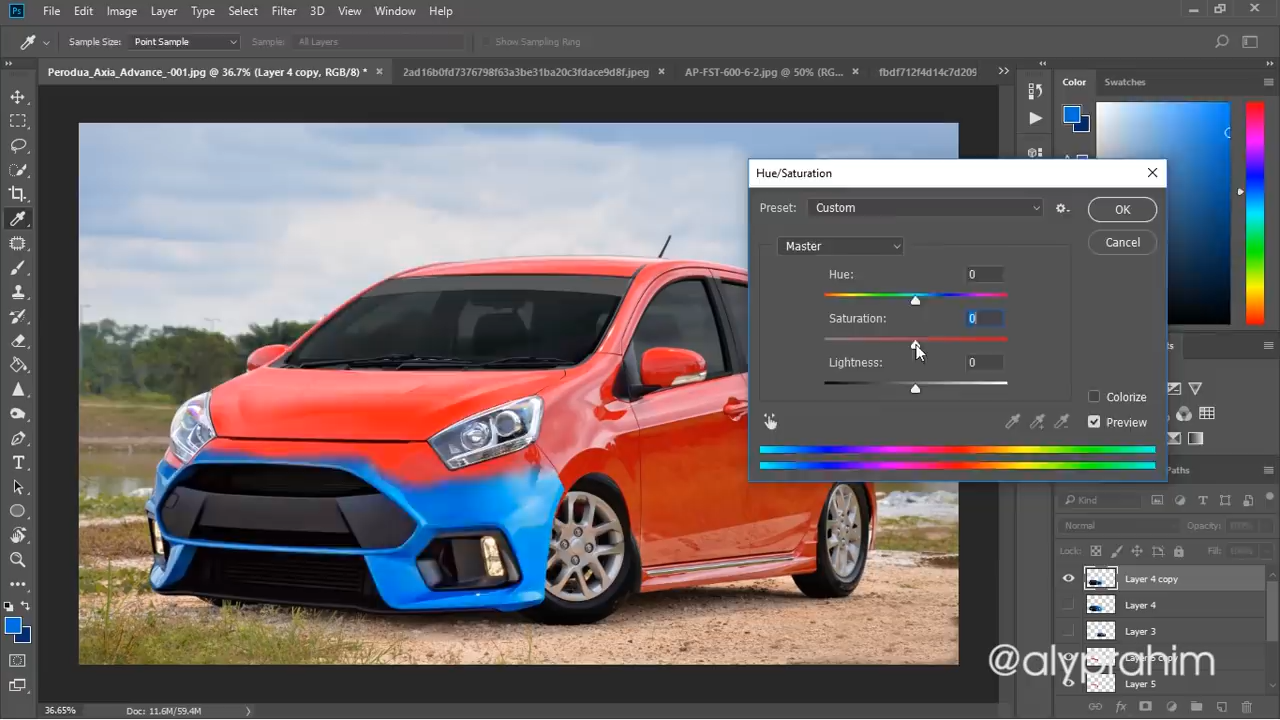 Ps File Edit Image Layer Type Select Filter 3D View Window Help
Sample Size: Point Sample Sample: All Layers Show Sampling Ring
Perodua_Axia_Advance_-001.jpg @ 36.7% (Layer 4 copy, RGB/8) * × 2ad16b0fd7376798f63a3be31ba20c3fdace9d8f.jpeg × AP-FST-600-6-2.jpg @ 50% (RG... × fbdf712f4d14c7d209
Color Swatches
Hue/Saturation
Preset: Custom
OK
Master
Cancel
Hue: 0
Saturation: 0
Lightness: 0
Colorize
Preview
Paths
Kind
Normal Opacity:
Lock: Fill:
Layer 4 copy
Layer 4
Layer 3
@alyprahim
Layer 5
36.65% Doc: 11.6M/59.4M